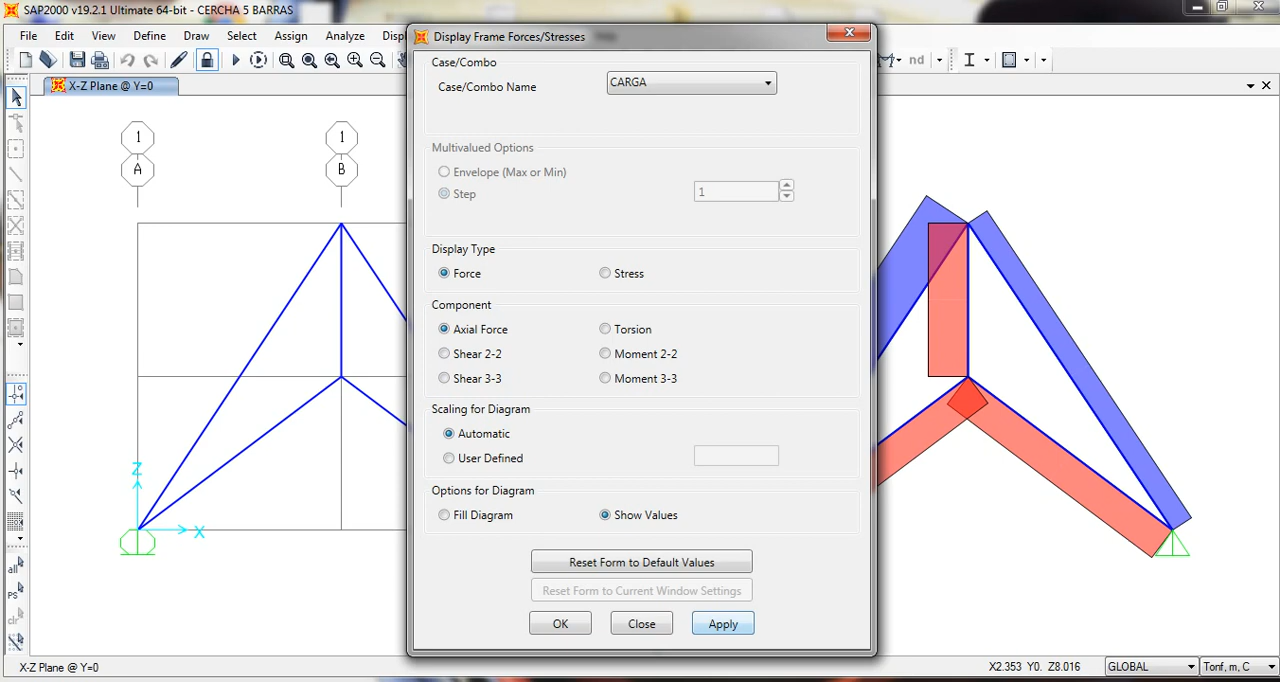 SAP2000 v19.2.1 Ultimate 64-bit - CERCHA 5 BARRAS
File Edit View Define Draw Select Assign Analyze Displ
Display Frame Forces/Stresses
nd
X-Z Plane @ Y=0
1 1
A B
Z
X
Case/Combo
Case/Combo Name CARGA
Multivalued Options
Envelope (Max or Min)
Step 1
Display Type
Force Stress
Component
Axial Force Torsion
Shear 2-2 Moment 2-2
Shear 3-3 Moment 3-3
Scaling for Diagram
Automatic
User Defined
Options for Diagram
Fill Diagram Show Values
Reset Form to Default Values
Reset Form to Current Window Settings
OK Close Apply
all
PS
clr
X-Z Plane @ Y=0 X2.353 Y0. Z8.016 GLOBAL Tonf, m, C